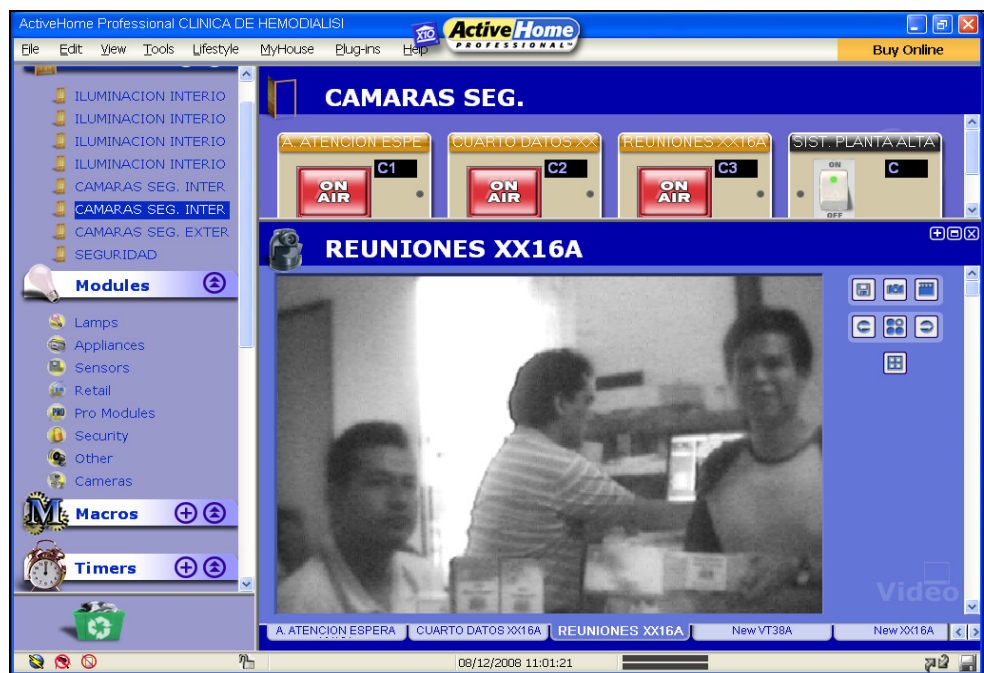 ActiveHome Professional CLINICA DE HEMODIALISI
X10
ActiveHome
PROFESSIONAL™
File Edit View Tools Lifestyle MyHouse Plug-ins Help
Buy Online
ILUMINACION INTERIO
ILUMINACION INTERIO
ILUMINACION INTERIO
ILUMINACION INTERIO
CAMARAS SEG. INTER
CAMARAS SEG. INTER
CAMARAS SEG. EXTER
SEGURIDAD
Modules
Lamps
Appliances
Sensors
Retail
PRO Pro Modules
Security
Other
Cameras
M Macros
Timers
CAMARAS SEG.
A. ATENCION ESPE
C1
ON AIR
CUARTO DATOS XX
C2
ON AIR
REUNIONES XX16A
C3
ON AIR
SIST. PLANTA ALTA
C
ON
OFF
REUNIONES XX16A
Video
A. ATENCION ESPERA
CUARTO DATOS XX16A
REUNIONES XX16A
New VT38A
New XX16A
08/12/2008 11:01:21